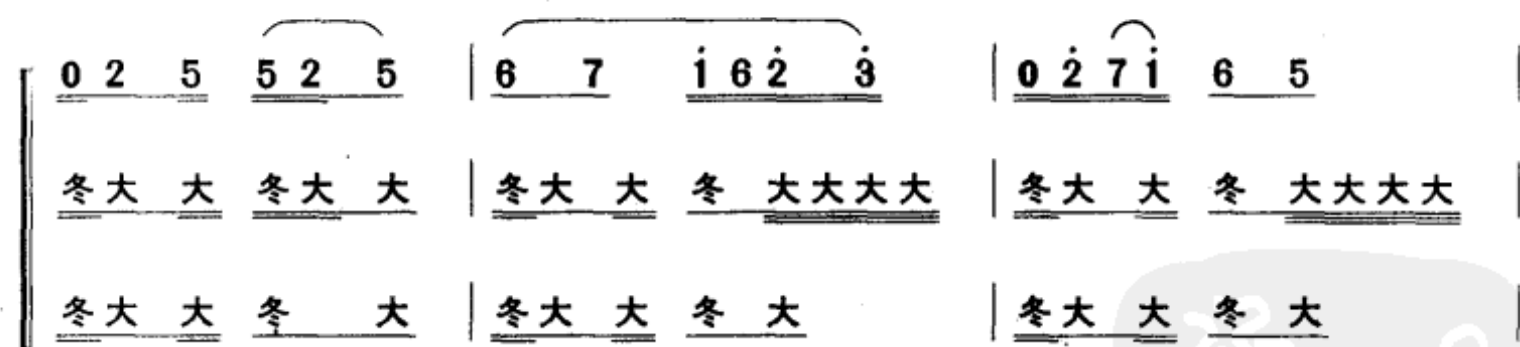 0 2 5 5 2 5 | 6 7 i̇ 6 2̇ 3̇ | 0 2̇ 7 i̇ 6 5 |
冬大 大 冬大 大 | 冬大 大 冬 大大大大 | 冬大 大 冬 大大大大 |
冬大 大 冬 大 | 冬大 大 冬 大 | 冬大 大 冬 大 |